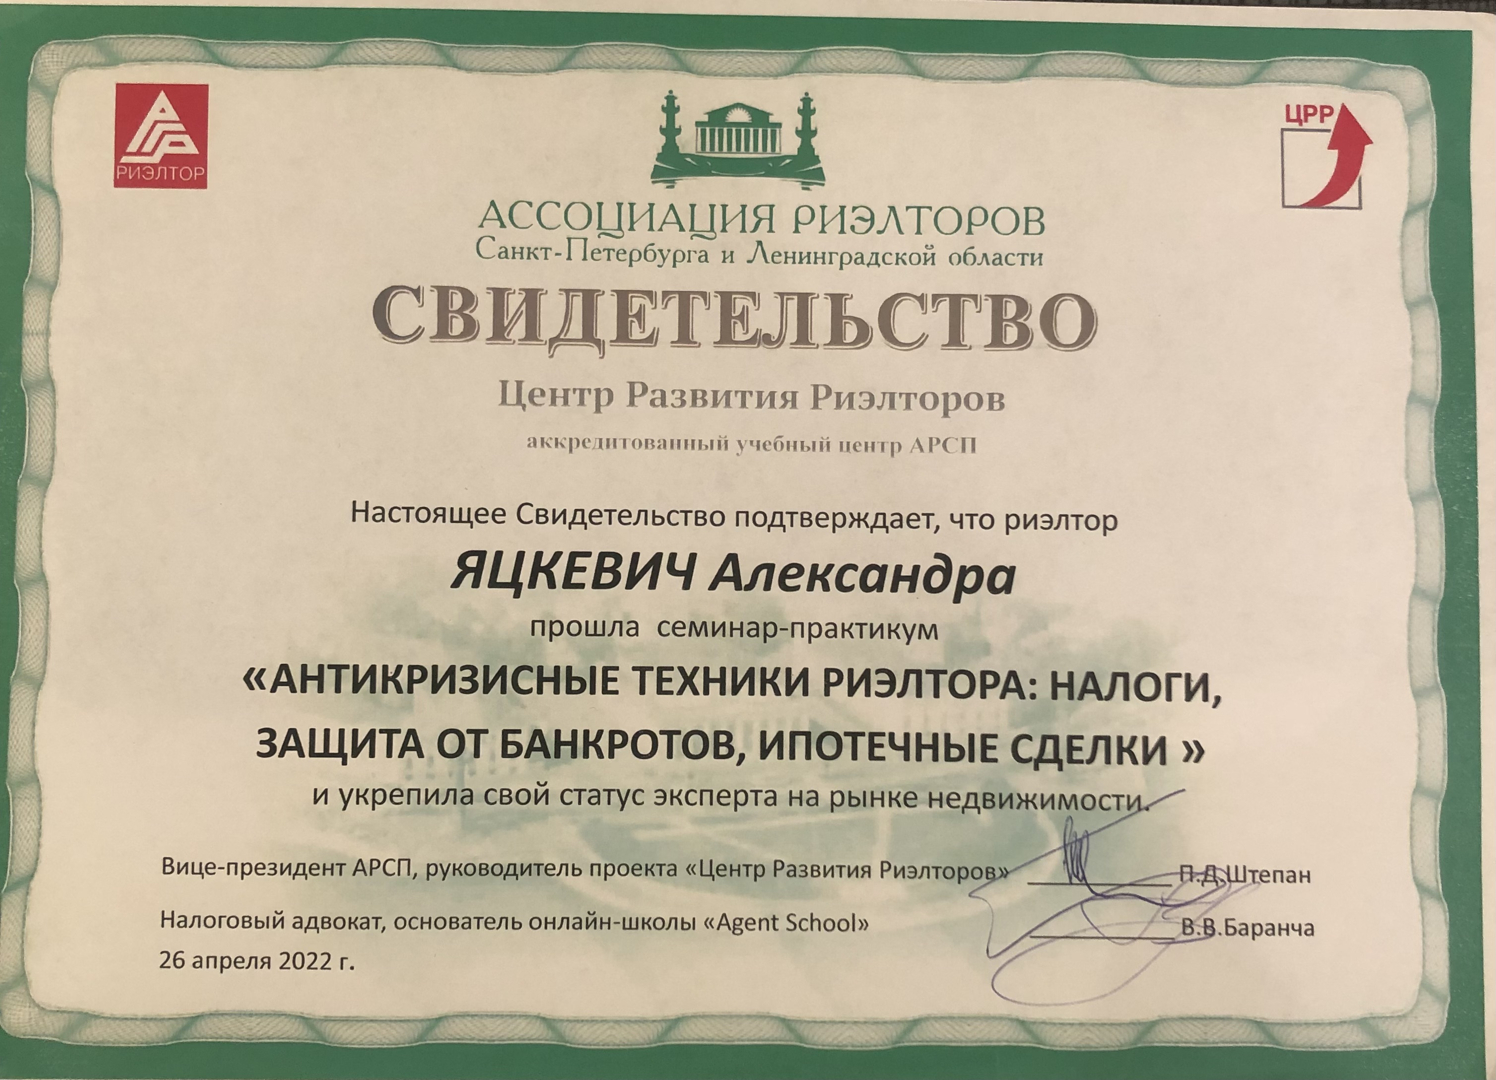 РИЭЛТОР
ЦРР
АССОЦИАЦИЯ РИЭЛТОРОВ
Санкт-Петербурга и Ленинградской области
СВИДЕТЕЛЬСТВО
Центр Развития Риэлторов
аккредитованный учебный центр АРСП
Настоящее Свидетельство подтверждает, что риэлтор
ЯЦКЕВИЧ Александра
прошла семинар-практикум
«АНТИКРИЗИСНЫЕ ТЕХНИКИ РИЭЛТОРА: НАЛОГИ,
ЗАЩИТА ОТ БАНКРОТОВ, ИПОТЕЧНЫЕ СДЕЛКИ »
и укрепила свой статус эксперта на рынке недвижимости.
Вице-президент АРСП, руководитель проекта «Центр Развития Риэлторов» П.Д.Штепан
Налоговый адвокат, основатель онлайн-школы «Agent School» В.В.Баранча
26 апреля 2022 г.